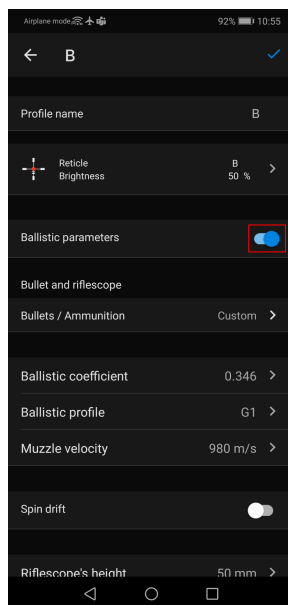 Airplane mode 92% 10:55
B
Profile name B
Reticle B
Brightness 50 %
Ballistic parameters
Bullet and riflescope
Bullets / Ammunition Custom
Ballistic coefficient 0.346
Ballistic profile G1
Muzzle velocity 980 m/s
Spin drift
Riflescope's height 50 mm